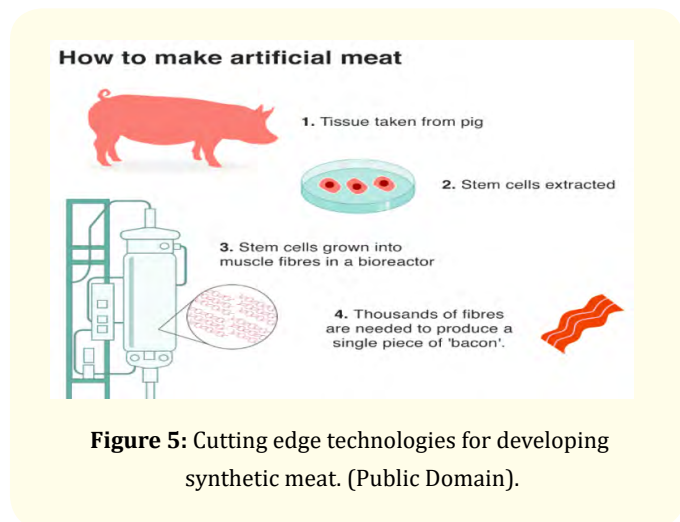 How to make artificial meat
1. Tissue taken from pig
2. Stem cells extracted
3. Stem cells grown into
muscle fibres in a bioreactor
4. Thousands of fibres
are needed to produce a
single piece of 'bacon'.
Figure 5: Cutting edge technologies for developing
synthetic meat. (Public Domain).